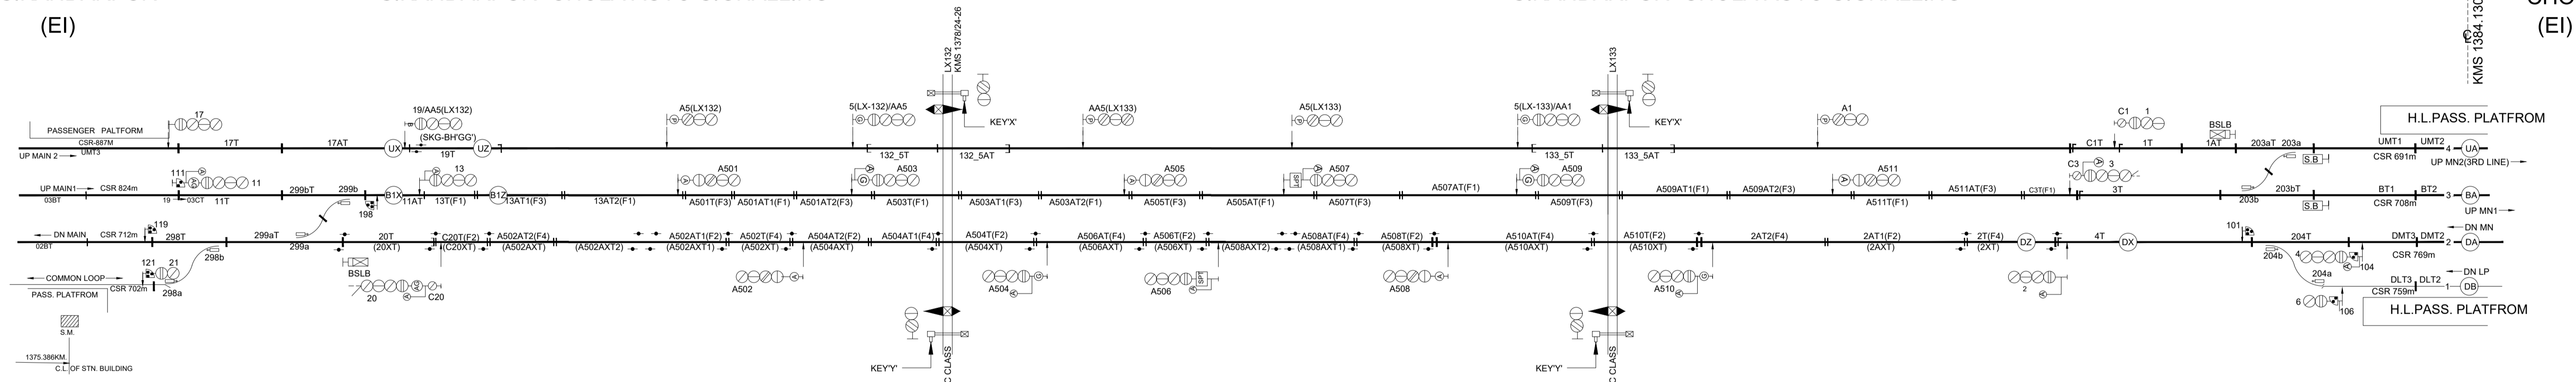 (EI)
(EI)
KMS 1384.130
LX132
KMS 1378/24-26
LX133
17
19/AA5(LX132)
A5(LX132)
5(LX-132)/AA5
AA5(LX133)
A5(LX133)
5(LX-133)/AA1
A1
C1
1
BSLB
KEY'X'
KEY'X'
H.L.PASS. PLATFROM
PASSENGER PALTFORM
(SKG-BH'GG')
CSR-887M
17T
17AT
UX
19T
UZ
132_5T
132_5AT
133_5T
133_5AT
C1T
1T
1AT
203aT
203a
UMT1
UMT2
4
UA
UP MAIN 2
UMT3
S.B
CSR 691m
UP MN2(3RD LINE)
111
11
13
A501
A503
A505
SPT
A507
A509
A511
C3
3
UP MAIN1
CSR 824m
299bT
299b
B1X
B1Z
A507AT(F1)
A509AT1(F1)
A509AT2(F3)
A511AT(F3)
C3T(F1)
3T
203bT
BT1
BT2
3
BA
03BT
19
03CT
11T
11AT
13T(F1)
13AT1(F3)
13AT2(F1)
A501T(F3)
A501AT1(F1)
A501AT2(F3)
A503T(F1)
A503AT1(F3)
A503AT2(F1)
A505T(F3)
A505AT(F1)
A507T(F3)
A509T(F3)
A511T(F1)
203b
S.B
CSR 708m
UP MN1
198
DN MAIN
CSR 712m
119
298T
299aT
299a
20T
C20T(F2)
A502AT2(F4)
A502AT1(F2)
A502T(F4)
A504AT2(F2)
A504AT1(F4)
A504T(F2)
A506AT(F4)
A506T(F2)
A508AT(F4)
A508T(F2)
A510AT(F4)
A510T(F2)
2AT2(F4)
2AT1(F2)
2T(F4)
DZ
4T
DX
101
204T
DMT3
DMT2
2
DA
DN MN
02BT
(20XT)
(C20XT)
(A502AXT)
(A502AXT2)
(A502AXT1)
(A502XT)
(A504AXT)
(A504XT)
(A506AXT)
(A506XT)
(A508AXT2)
(A508AXT1)
(A508XT)
(A510AXT)
(A510XT)
(2AXT)
(2XT)
204b
4
104
CSR 769m
298b
121
21
BSLB
COMMON LOOP
CSR 702m
298a
PASS. PLATFROM
20
C20
A502
A504
A506
SPT
A508
A510
2
204a
DN LP
DLT3
DLT2
1
DB
CSR 759m
6
106
H.L.PASS. PLATFROM
S.M.
1375.386KM.
C.L. OF STN. BUILDING
KEY'Y'
C CLASS
KEY'Y'
C CLASS